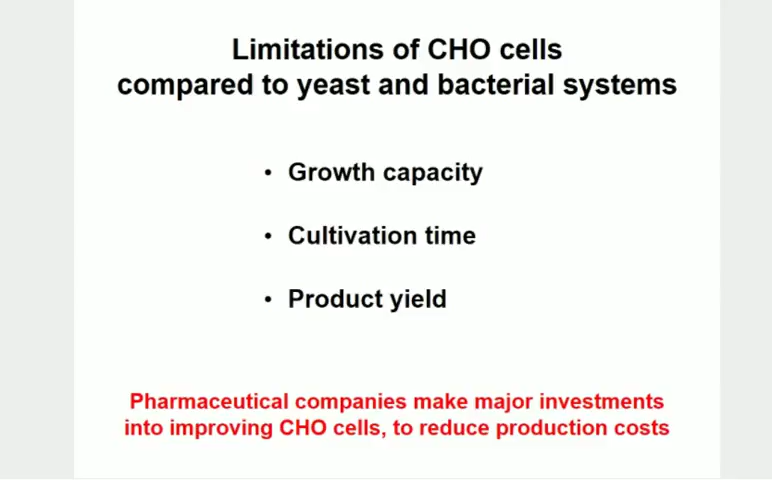 Limitations of CHO cells
compared to yeast and bacterial systems
• Growth capacity
• Cultivation time
• Product yield
Pharmaceutical companies make major investments
into improving CHO cells, to reduce production costs